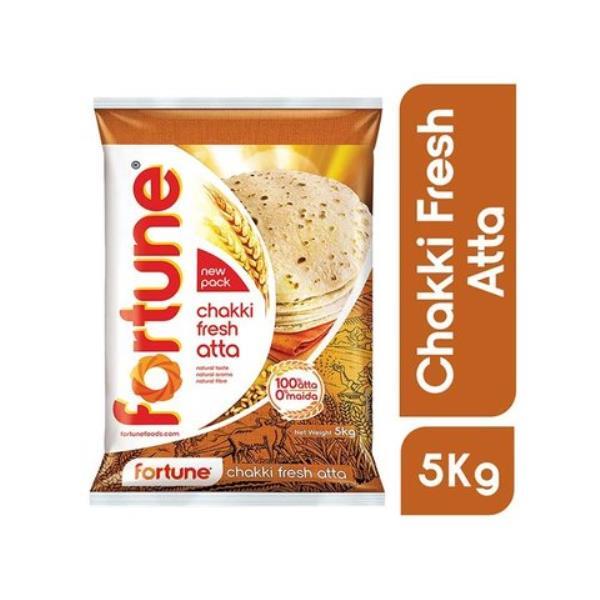 fortune®
new
pack
chakki
fresh
atta
natural taste
natural aroma
natural fibre
100% atta
0% maida
Net Weight 5kg
fortunefoods.com
fortune® chakki fresh atta
Chakki Fresh
Atta
5Kg